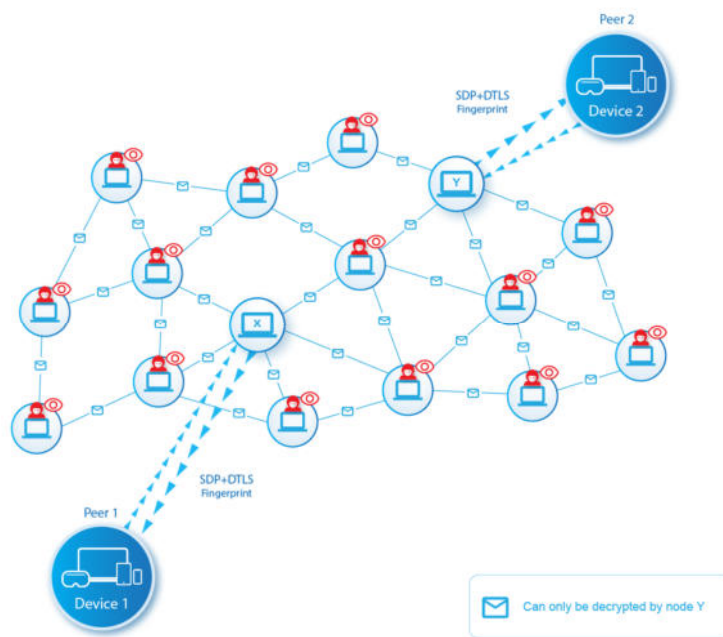 Peer 2
SDP+DTLS
Fingerprint
Device 2
Y
X
SDP+DTLS
Fingerprint
Peer 1
Device 1
Can only be decrypted by node Y